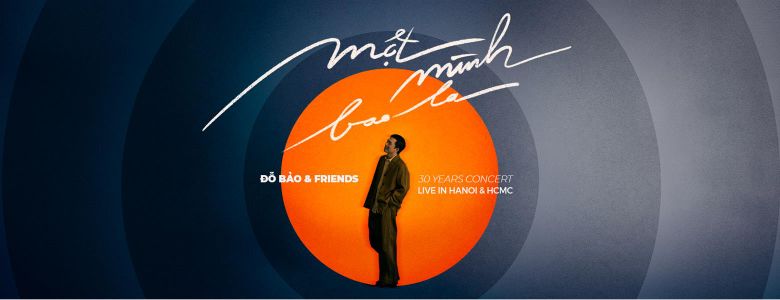 một
mình
bao la
ĐỖ BẢO & FRIENDS
30 YEARS CONCERT
LIVE IN HANOI & HCMC